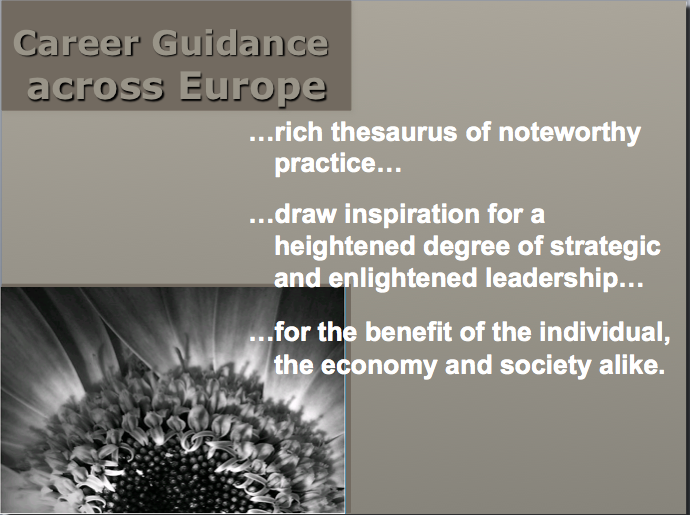 Career Guidance
across Europe
…rich thesaurus of noteworthy
practice…
…draw inspiration for a
heightened degree of strategic
and enlightened leadership…
…for the benefit of the individual,
the economy and society alike.